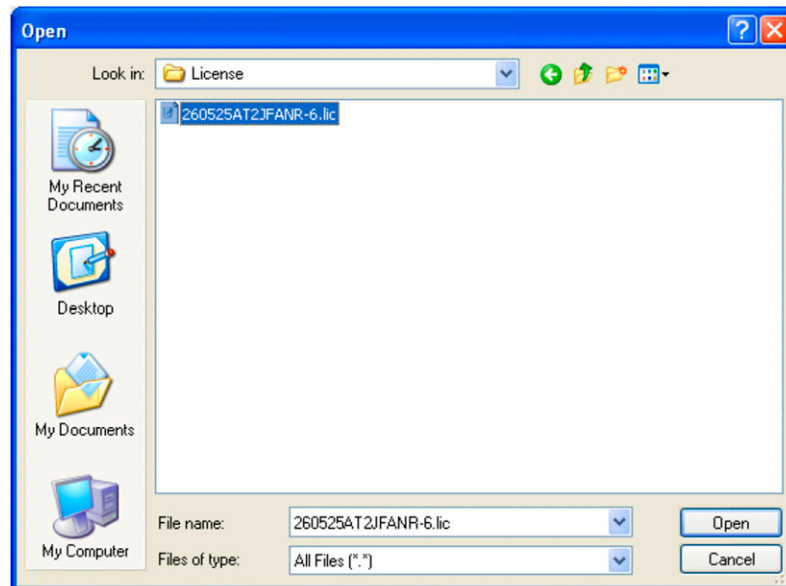 Open
Look in:
License
260525AT2JFANR-6.lic
My Recent
Documents
Desktop
My Documents
My Computer
File name:
260525AT2JFANR-6.lic
Open
Files of type:
All Files (*.*)
Cancel